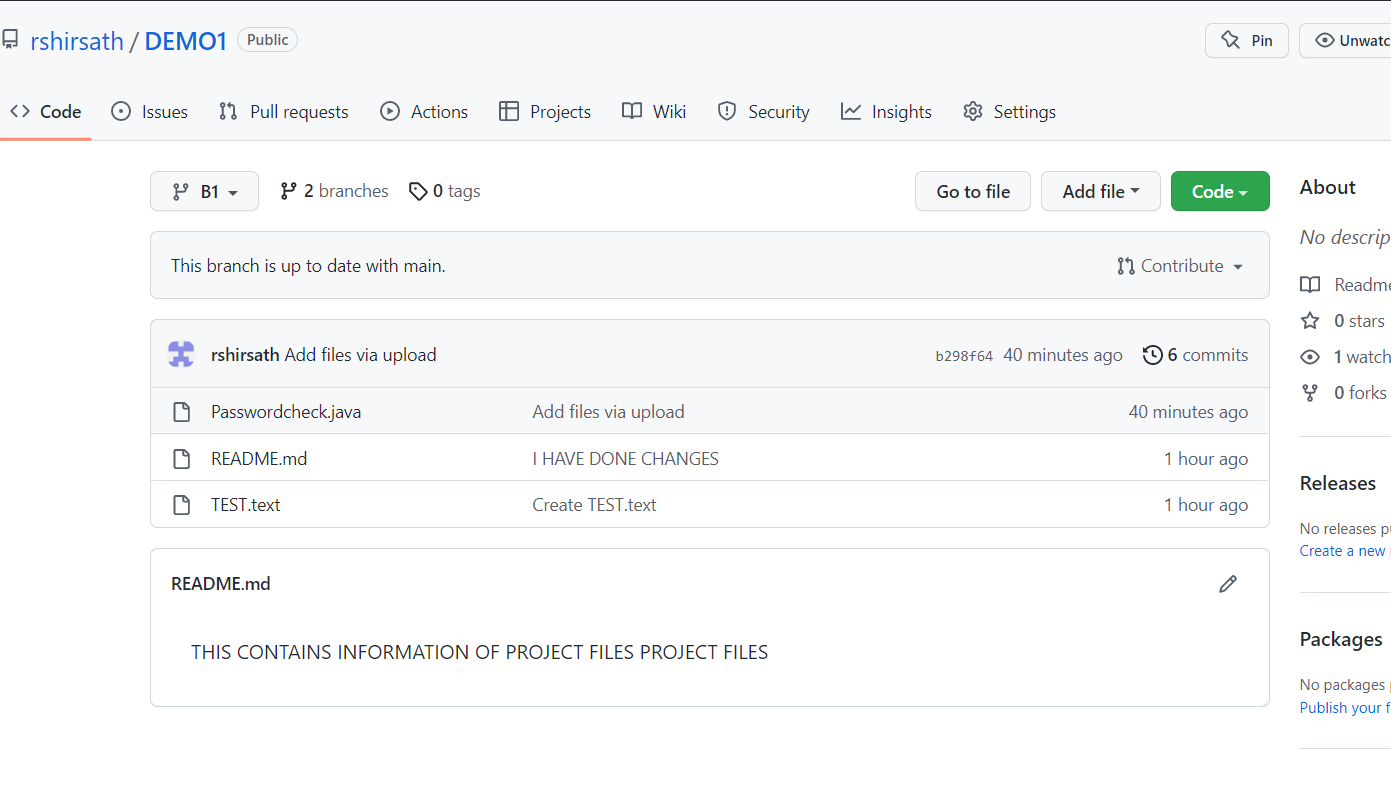 rshirsath / DEMO1 Public
Pin
Unwatc
Code Issues Pull requests Actions Projects Wiki Security Insights Settings
B1 2 branches 0 tags
Go to file Add file Code
This branch is up to date with main.
Contribute
rshirsath Add files via upload b298f64 40 minutes ago 6 commits
Passwordcheck.java Add files via upload 40 minutes ago
README.md I HAVE DONE CHANGES 1 hour ago
TEST.text Create TEST.text 1 hour ago
README.md
THIS CONTAINS INFORMATION OF PROJECT FILES PROJECT FILES
About
No descrip
Readme
0 stars
1 watch
0 forks
Releases
No releases pu
Create a new
Packages
No packages p
Publish your f